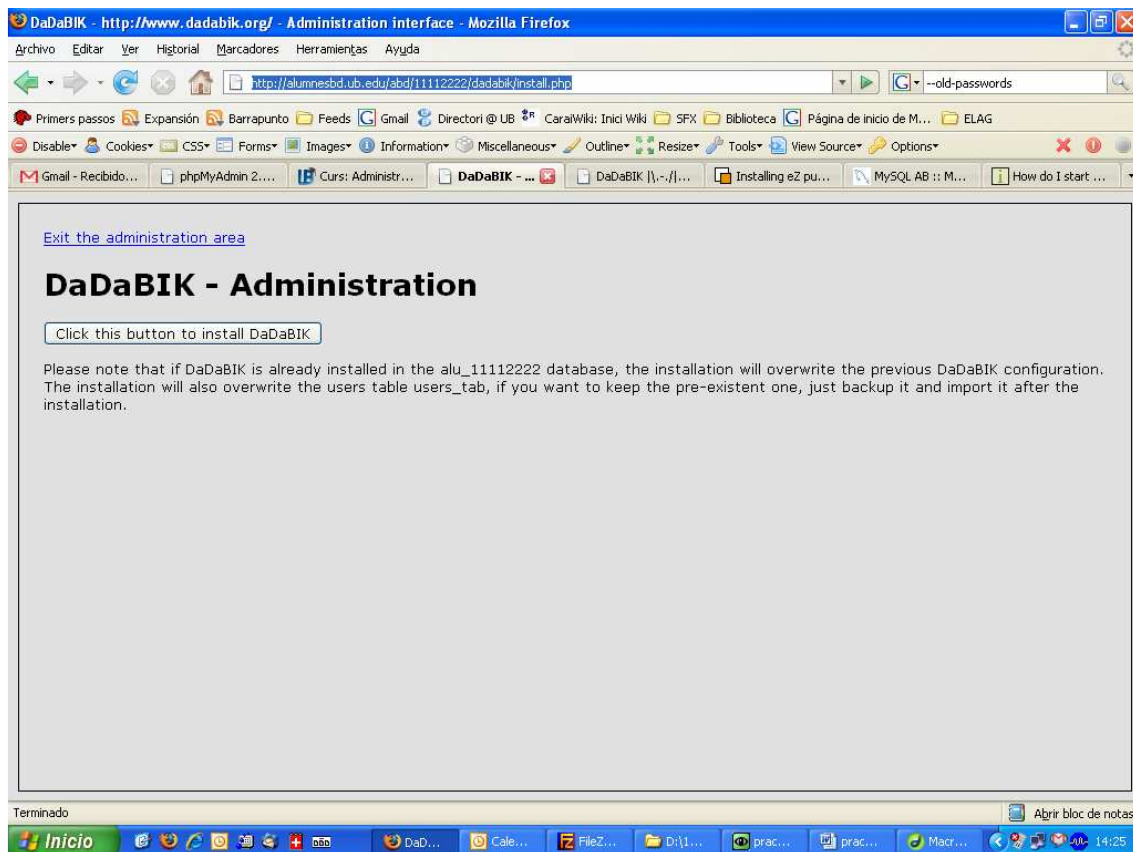 DaDaBIK - http://www.dadabik.org/ - Administration interface - Mozilla Firefox
Archivo Editar Ver Historial Marcadores Herramientas Ayuda
http://alumnesbd.ub.edu/abd/11112222/dadabik/install.php G --old-passwords
Primers passos Expansión Barrapunto Feeds Gmail Directori @ UB CaraiWiki: Inici Wiki SFX Biblioteca Página de inicio de M... ELAG
Disable Cookies CSS Forms Images Information Miscellaneous Outline Resize Tools View Source Options
Gmail - Recibido... phpMyAdmin 2.... Curs: Administr... DaDaBIK - ... DaDaBIK |\.-./|... Installing eZ pu... MySQL AB :: M... How do I start ...
Exit the administration area
DaDaBIK - Administration
Click this button to install DaDaBIK
Please note that if DaDaBIK is already installed in the alu_11112222 database, the installation will overwrite the previous DaDaBIK configuration.
The installation will also overwrite the users table users_tab, if you want to keep the pre-existent one, just backup it and import it after the
installation.
Terminado Abrir bloc de notas
Inicio DaD... Cale... FileZ... D:\1... prac... prac... Macr... 14:25